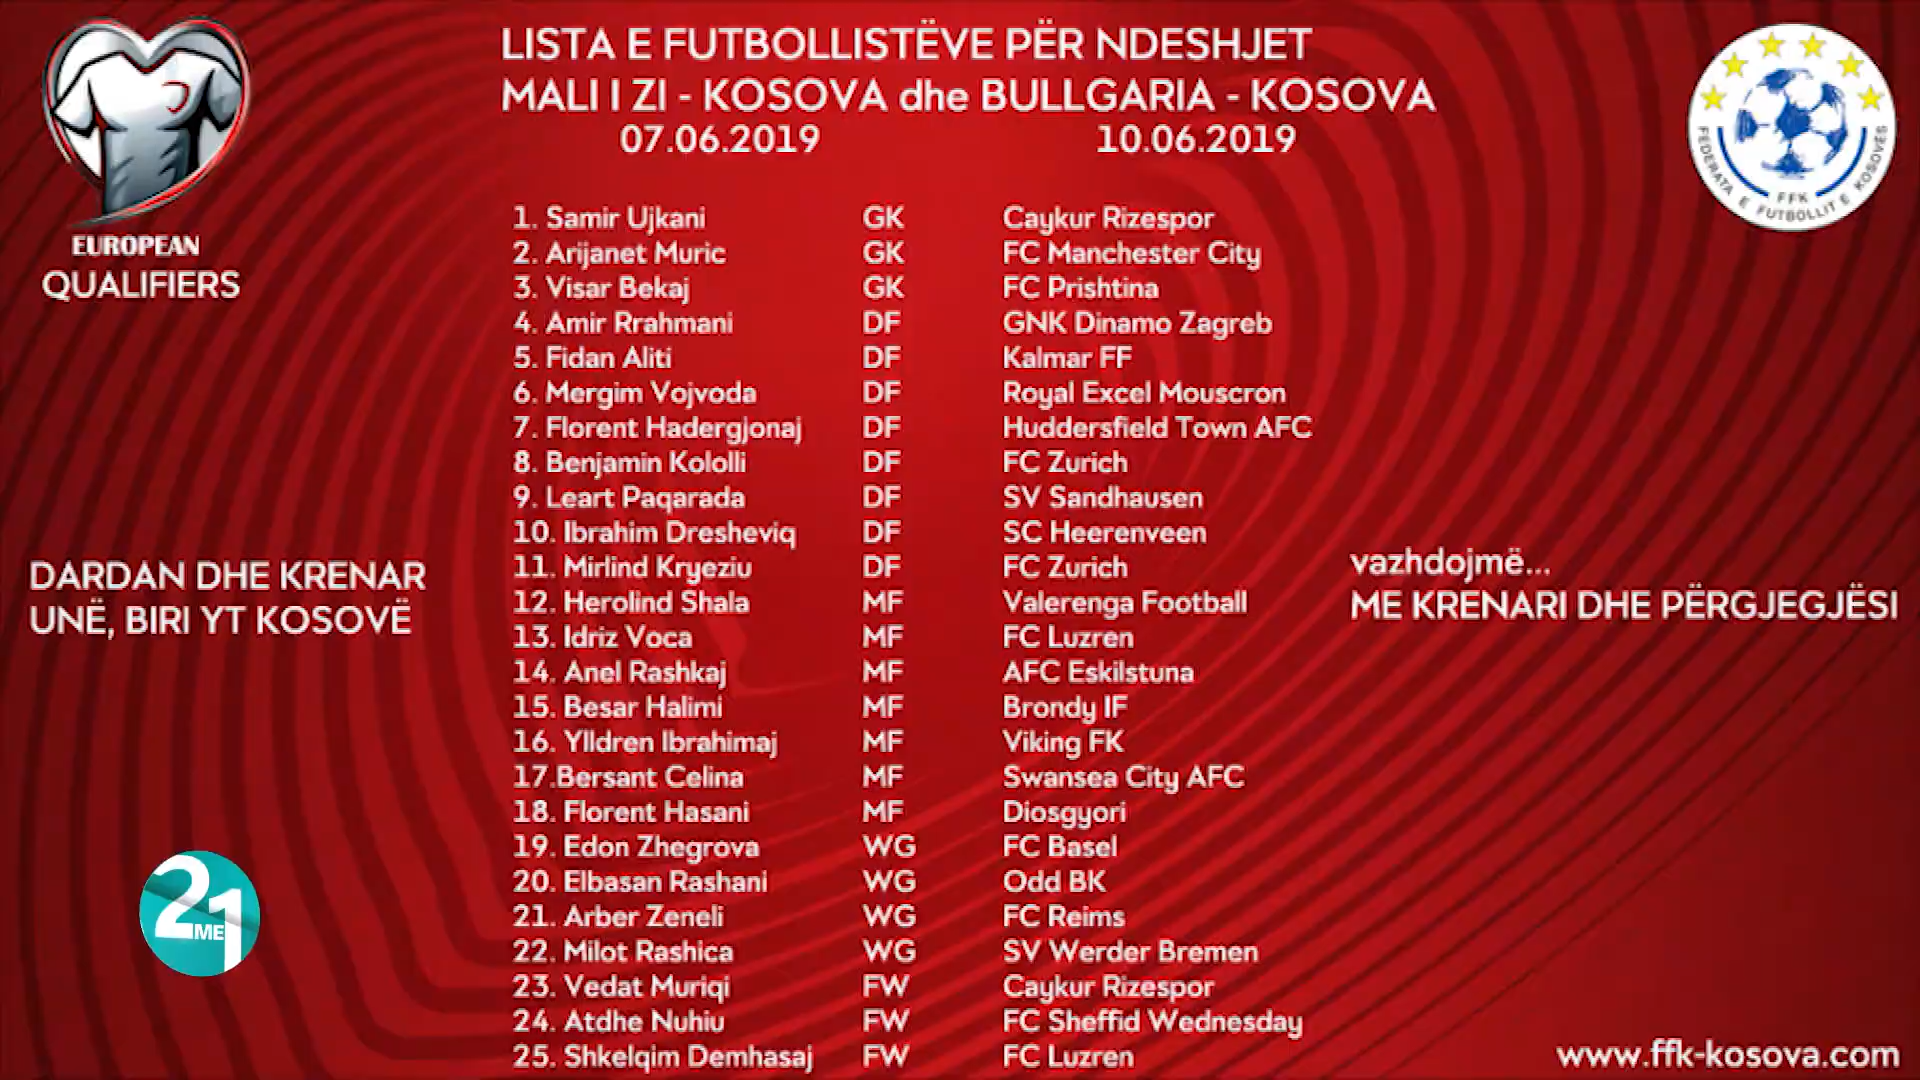 LISTA E FUTBOLLISTËVE PËR NDESHJET
MALI I ZI - KOSOVA dhe BULLGARIA - KOSOVA
07.06.2019 10.06.2019
EUROPEAN
QUALIFIERS
FEDERATA E FUTBOLLIT E KOSOVËS
FFK
1. Samir Ujkani GK Caykur Rizespor
2. Arijanet Muric GK FC Manchester City
3. Visar Bekaj GK FC Prishtina
4. Amir Rrahmani DF GNK Dinamo Zagreb
5. Fidan Aliti DF Kalmar FF
6. Mergim Vojvoda DF Royal Excel Mouscron
7. Florent Hadergjonaj DF Huddersfield Town AFC
8. Benjamin Kololli DF FC Zurich
9. Leart Paqarada DF SV Sandhausen
10. Ibrahim Dresheviq DF SC Heerenveen
11. Mirlind Kryeziu DF FC Zurich
12. Herolind Shala MF Valerenga Football
13. Idriz Voca MF FC Luzren
14. Anel Rashkaj MF AFC Eskilstuna
15. Besar Halimi MF Brondy IF
16. Ylldren Ibrahimaj MF Viking FK
17.Bersant Celina MF Swansea City AFC
18. Florent Hasani MF Diosgyori
19. Edon Zhegrova WG FC Basel
20. Elbasan Rashani WG Odd BK
21. Arber Zeneli WG FC Reims
22. Milot Rashica WG SV Werder Bremen
23. Vedat Muriqi FW Caykur Rizespor
24. Atdhe Nuhiu FW FC Sheffid Wednesday
25. Shkelqim Demhasaj FW FC Luzren
DARDAN DHE KRENAR
UNË, BIRI YT KOSOVË
vazhdojmë...
ME KRENARI DHE PËRGJEGJËSI
21
ME
www.ffk-kosova.com